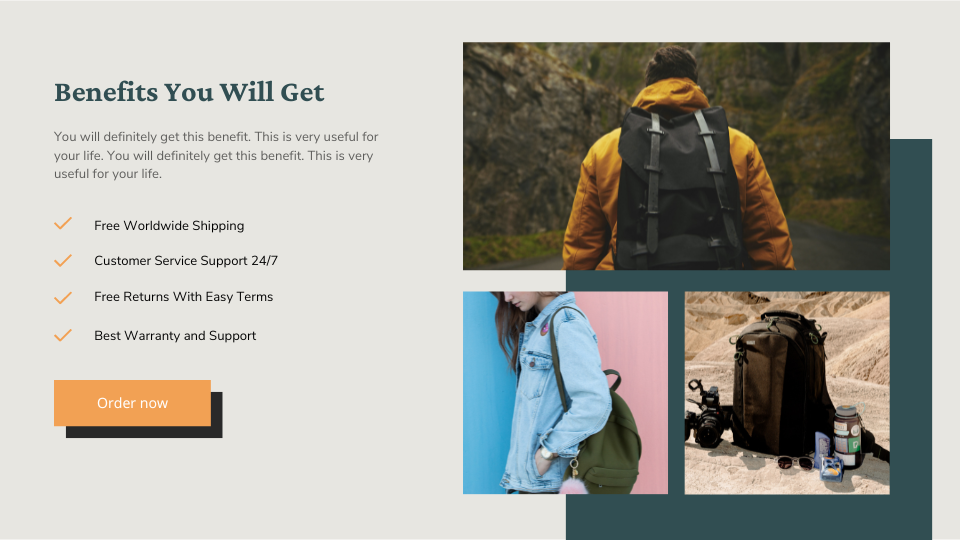 Benefits You Will Get
You will definitely get this benefit. This is very useful for
your life. You will definitely get this benefit. This is very
useful for your life.
Free Worldwide Shipping
Customer Service Support 24/7
Free Returns With Easy Terms
Best Warranty and Support
Order now